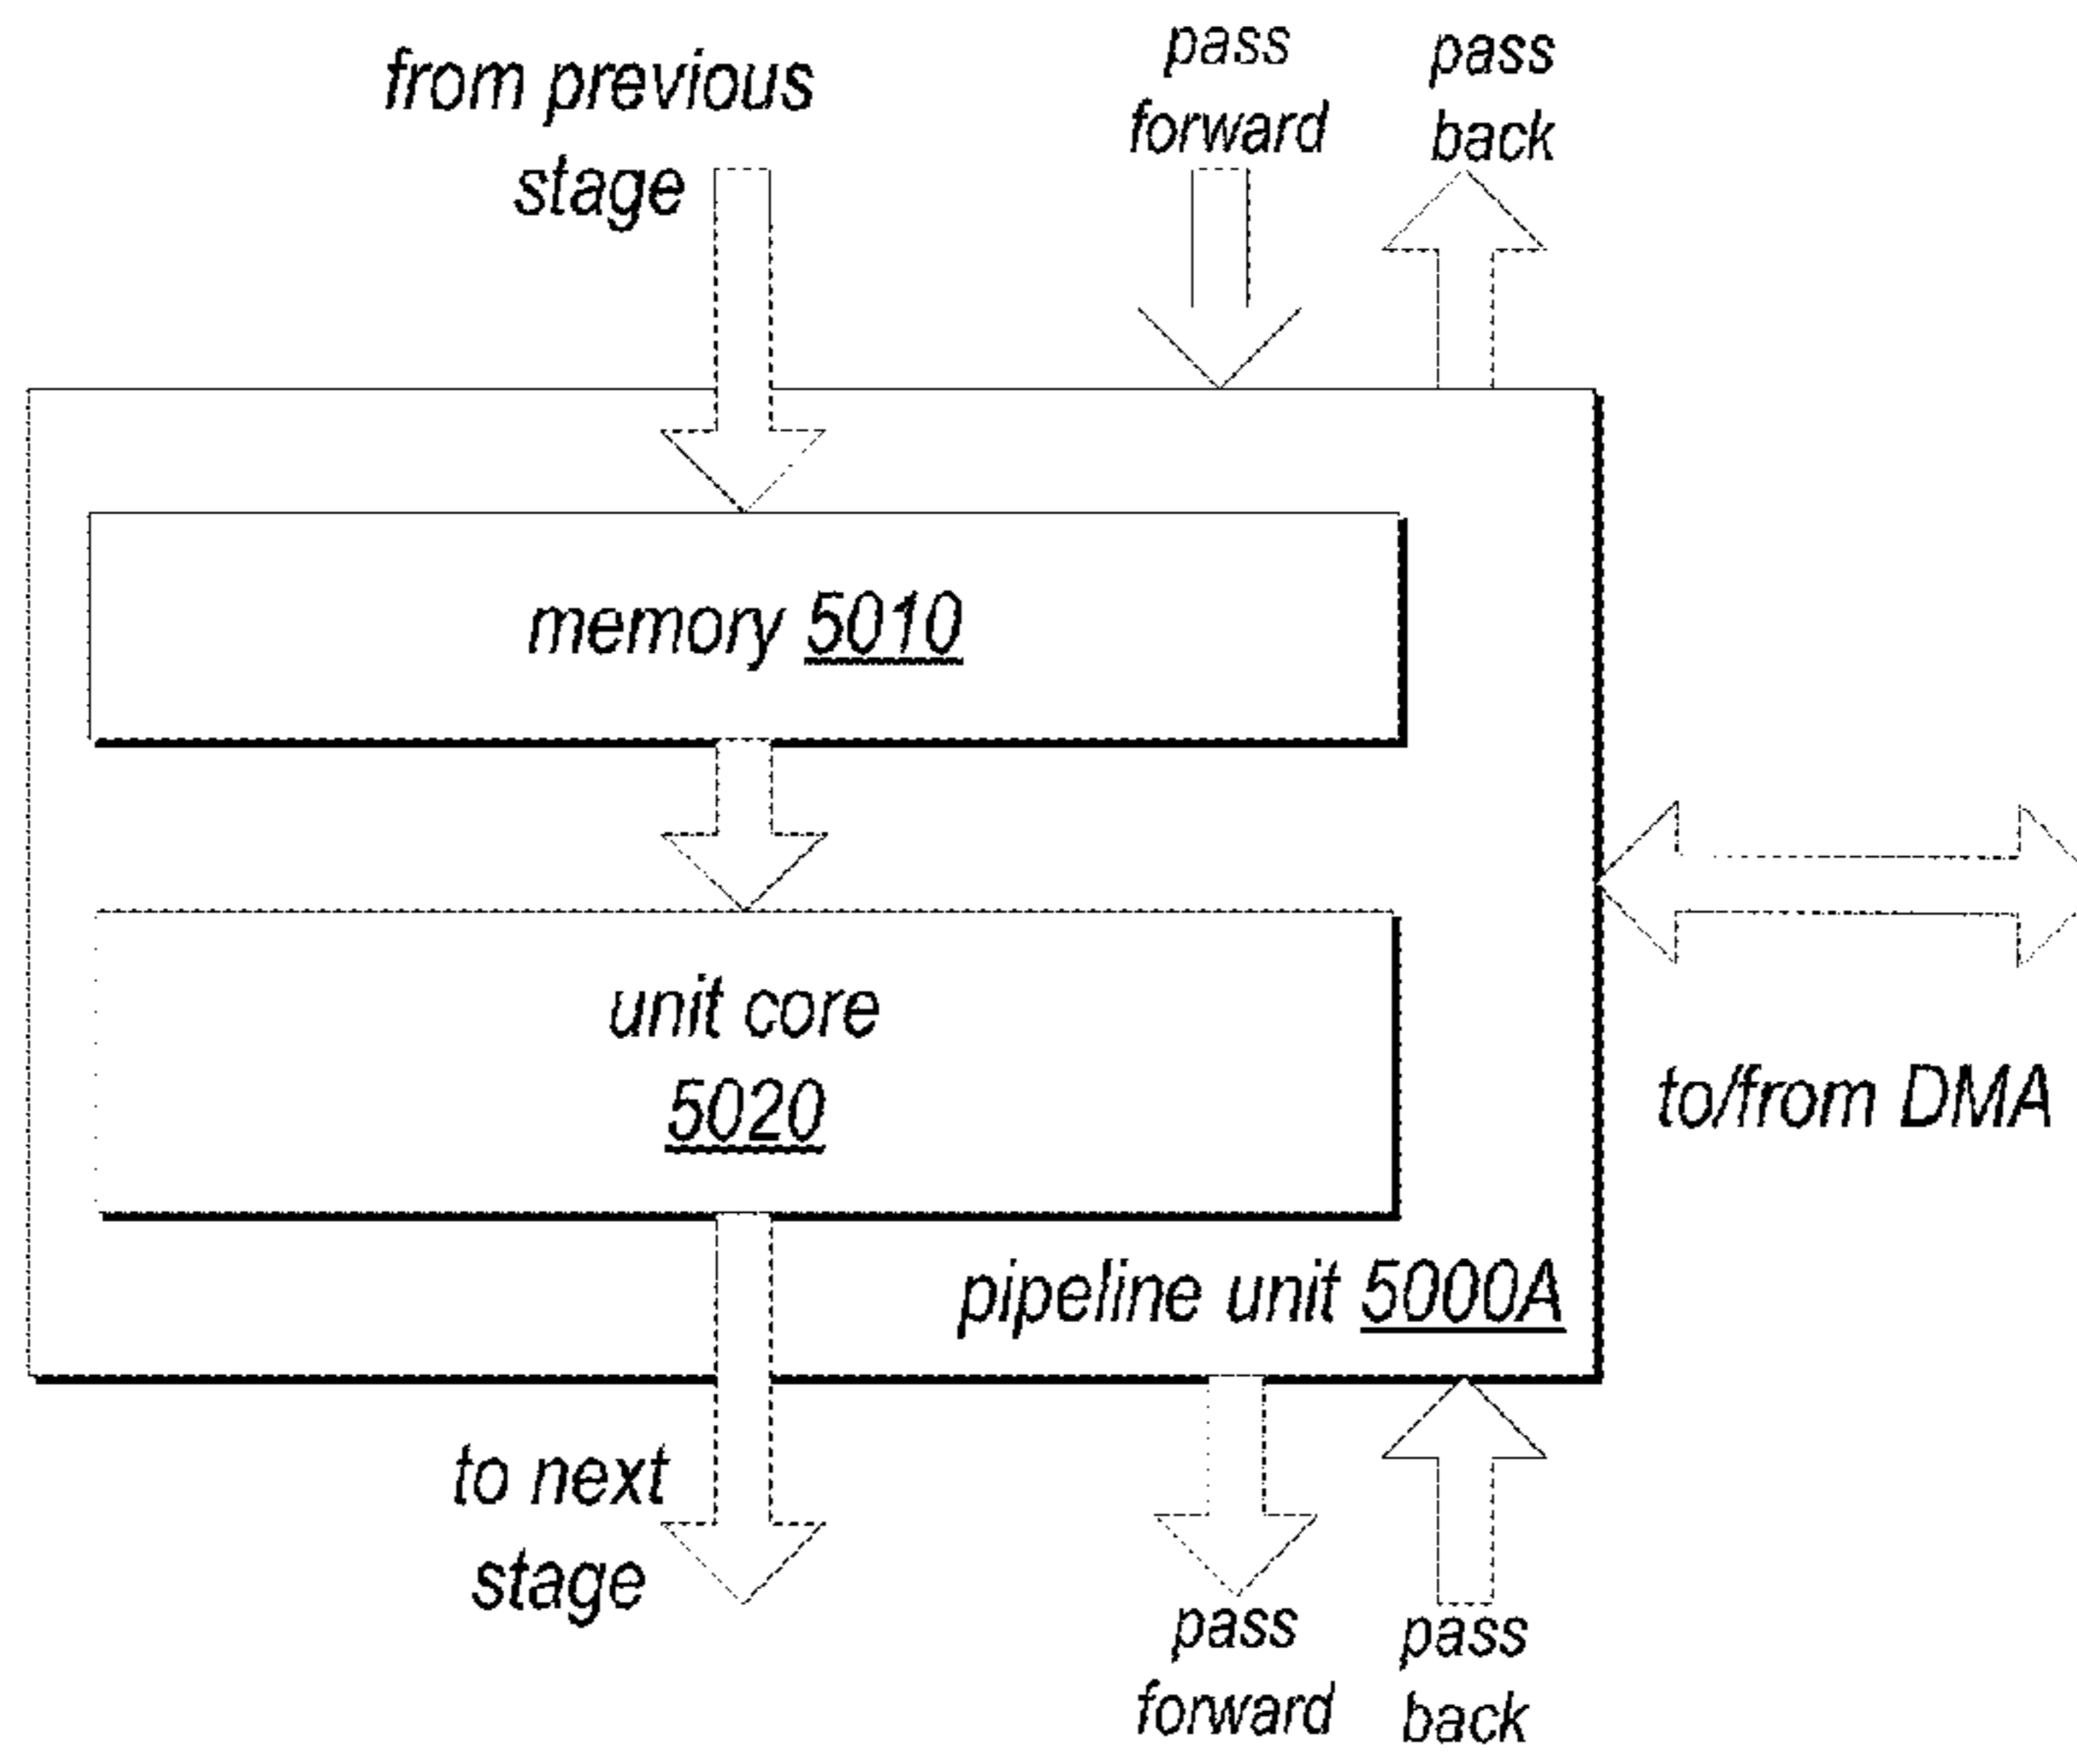 from previous
stage
pass
forward
pass
back
memory 5010
unit core
5020
to/from DMA
pipeline unit 5000A
to next
stage
pass
forward
pass
back